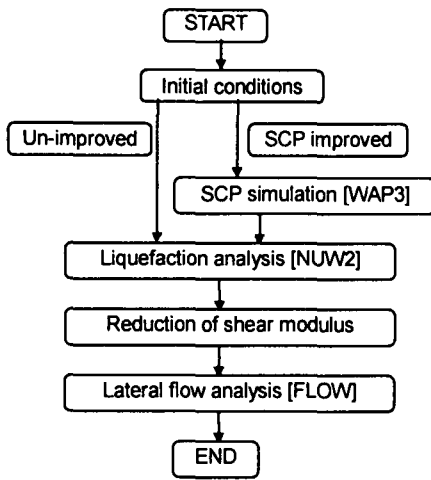 START
Initial conditions
Un-improved
SCP improved
SCP simulation [WAP3]
Liquefaction analysis [NUW2]
Reduction of shear modulus
Lateral flow analysis [FLOW]
END